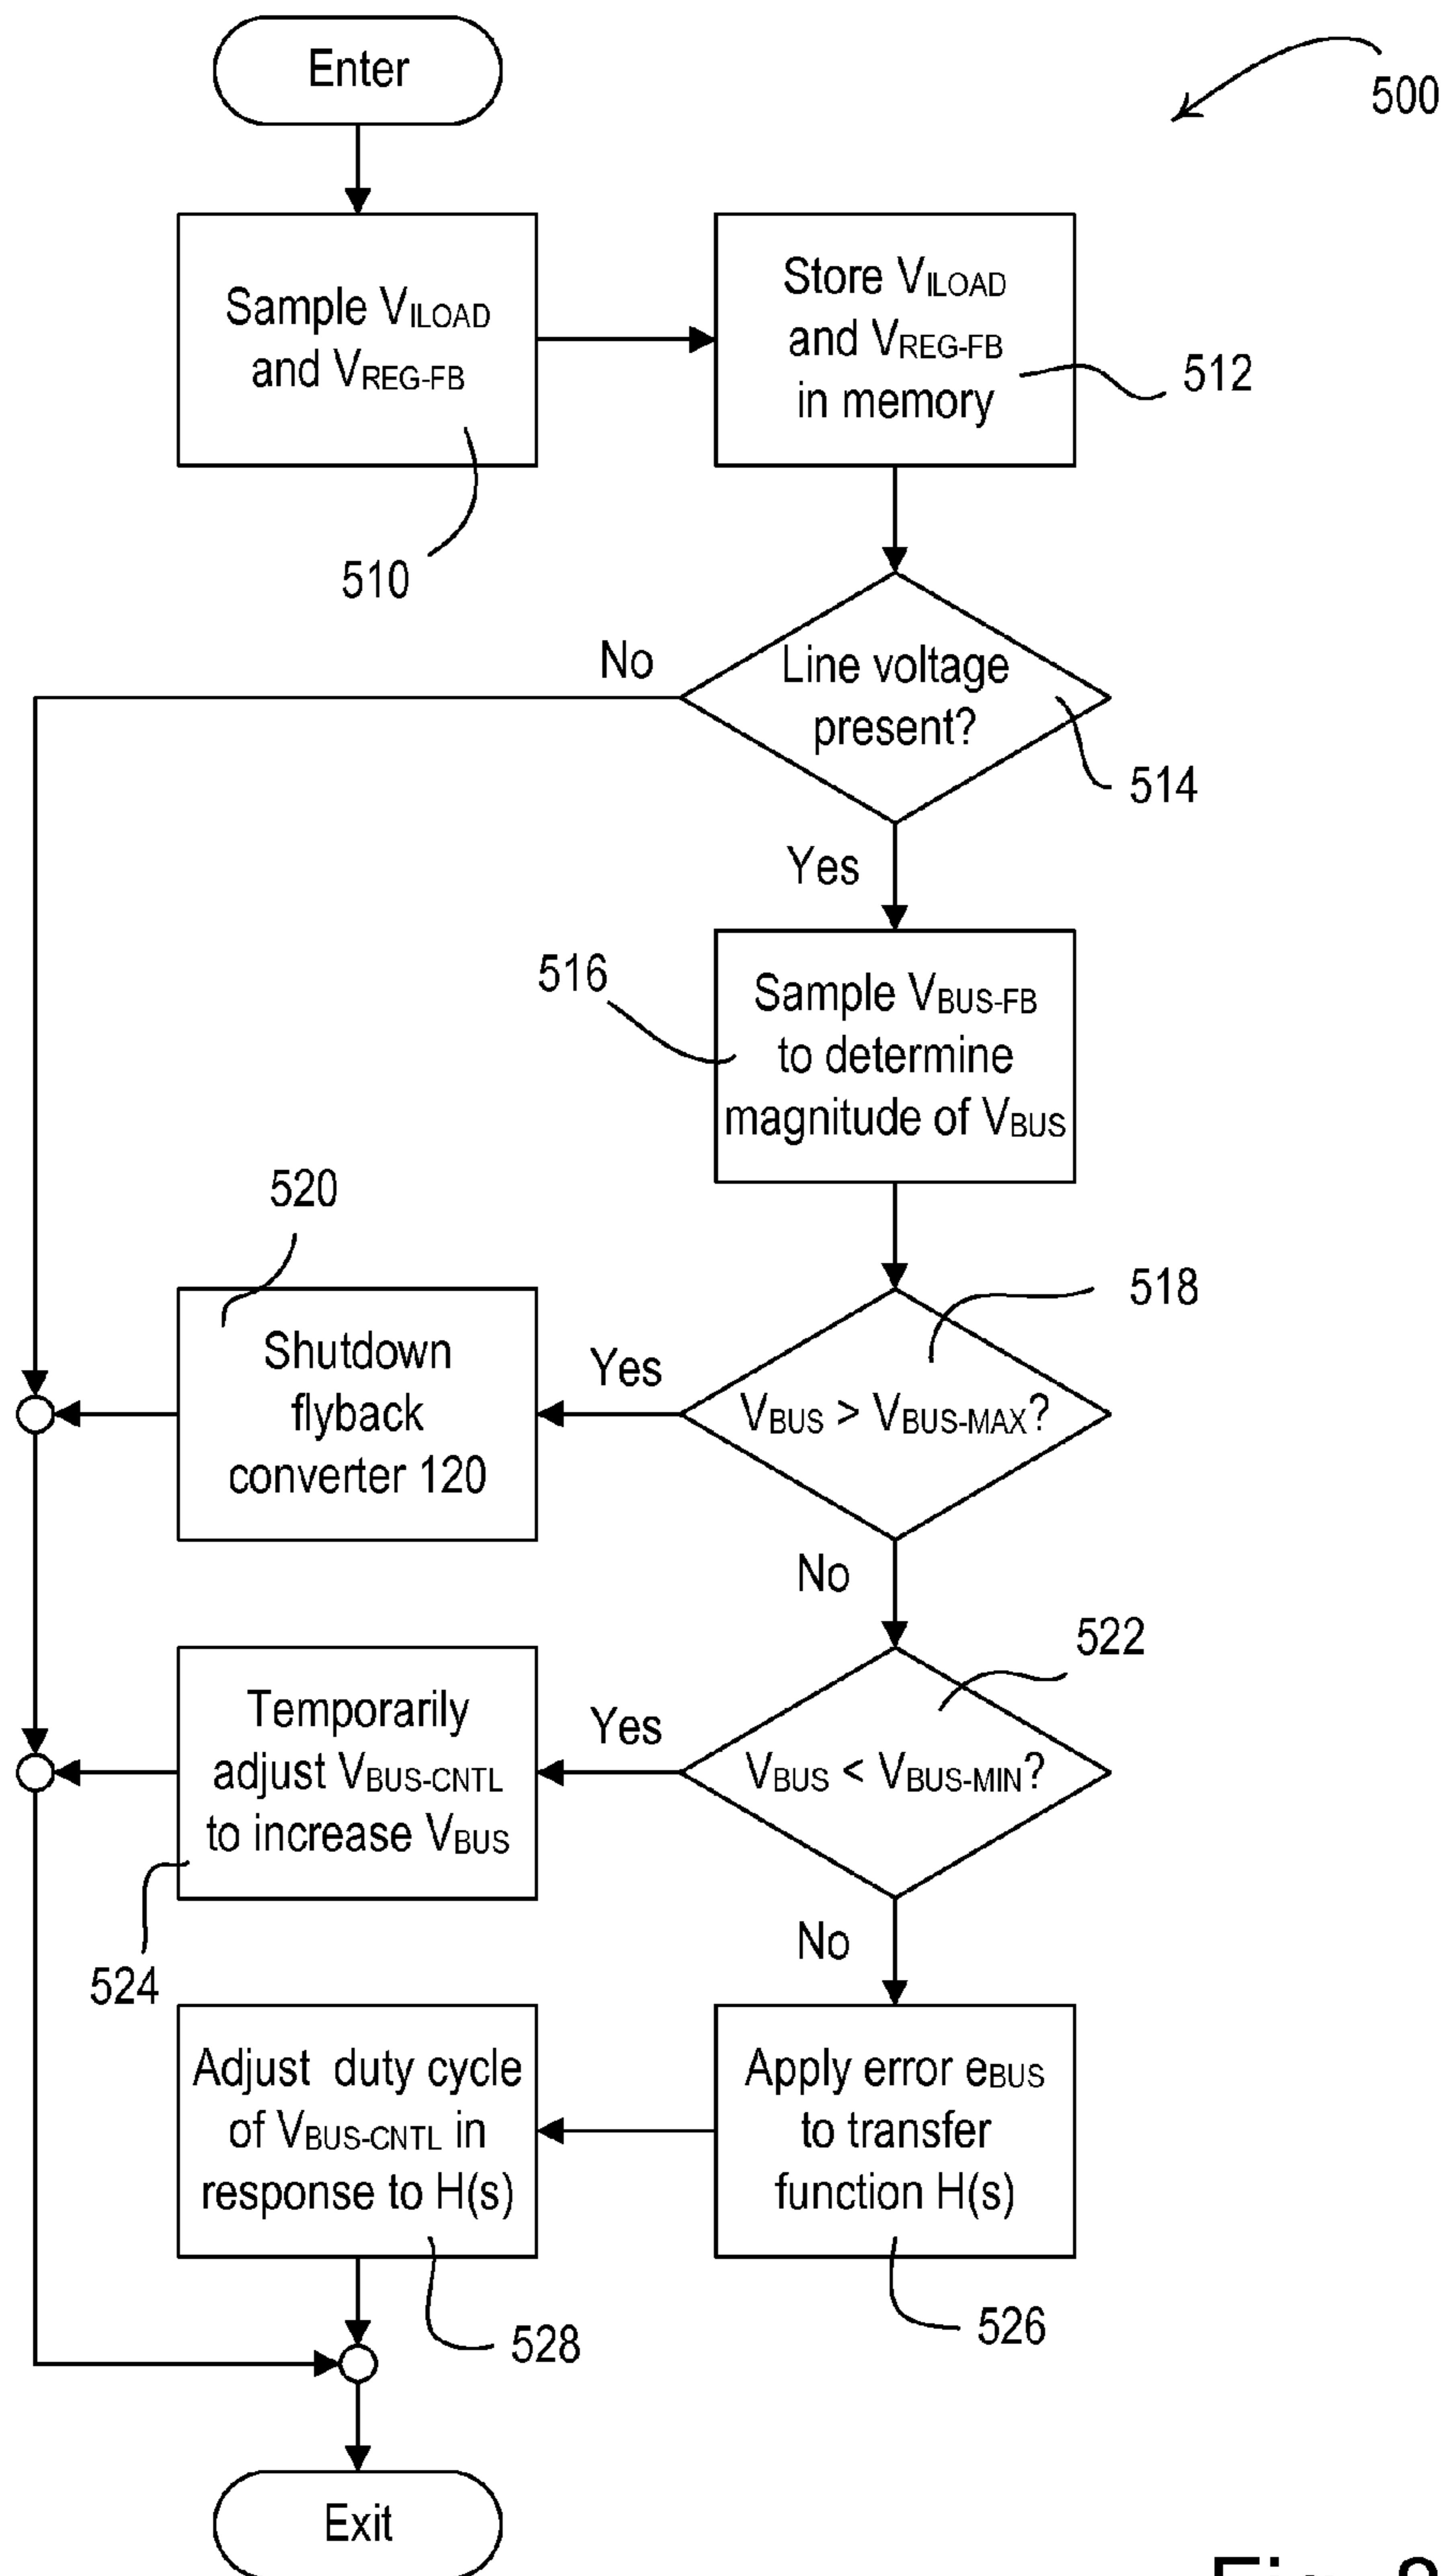 Enter
500
Sample VILOAD
and VREG-FB
510
Store VILOAD
and VREG-FB
in memory
512
Line voltage
present?
514
No
Yes
516
Sample VBUS-FB
to determine
magnitude of VBUS
518
VBUS > VBUS-MAX?
Yes
520
Shutdown
flyback
converter 120
No
522
VBUS < VBUS-MIN?
Yes
Temporarily
adjust VBUS-CNTL
to increase VBUS
524
No
Apply error eBUS
to transfer
function H(s)
526
Adjust duty cycle
of VBUS-CNTL in
response to H(s)
528
Exit